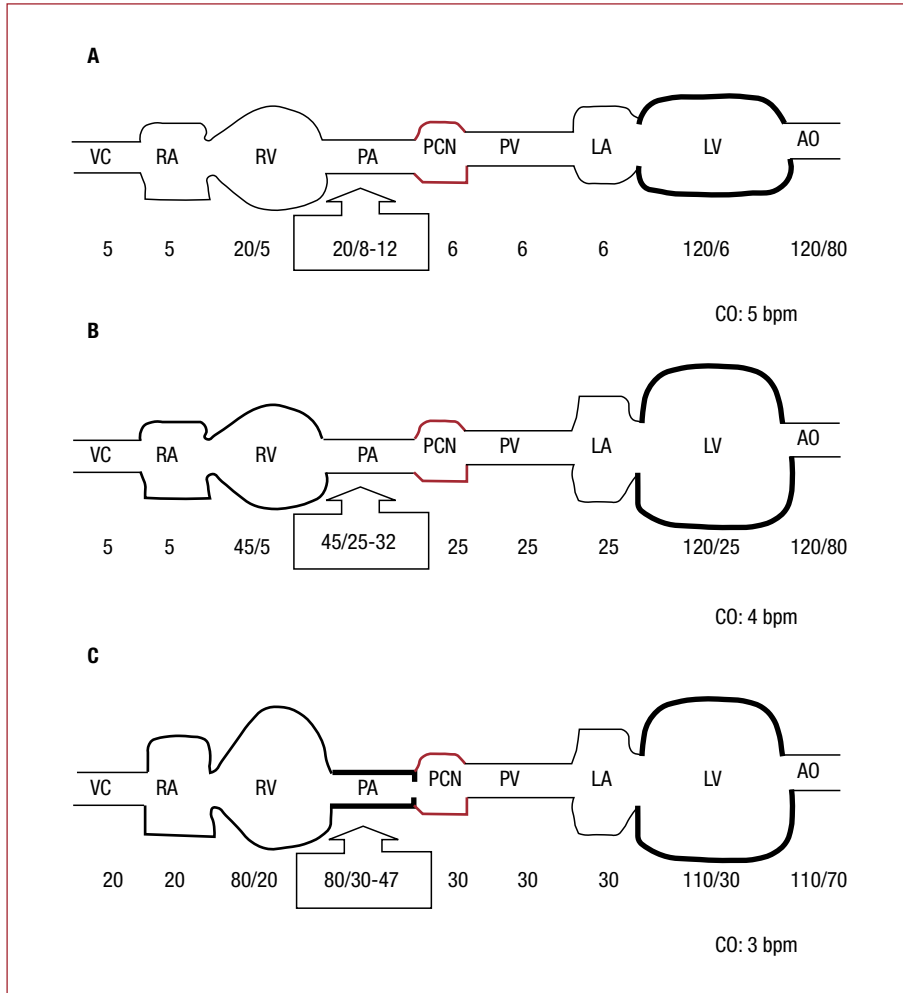 A
VC RA RV PA PCN PV LA LV AO
5 5 20/5 20/8-12 6 6 6 120/6 120/80
CO: 5 bpm
B
VC RA RV PA PCN PV LA LV AO
5 5 45/5 45/25-32 25 25 25 120/25 120/80
CO: 4 bpm
C
VC RA RV PA PCN PV LA LV AO
20 20 80/20 80/30-47 30 30 30 110/30 110/70
CO: 3 bpm